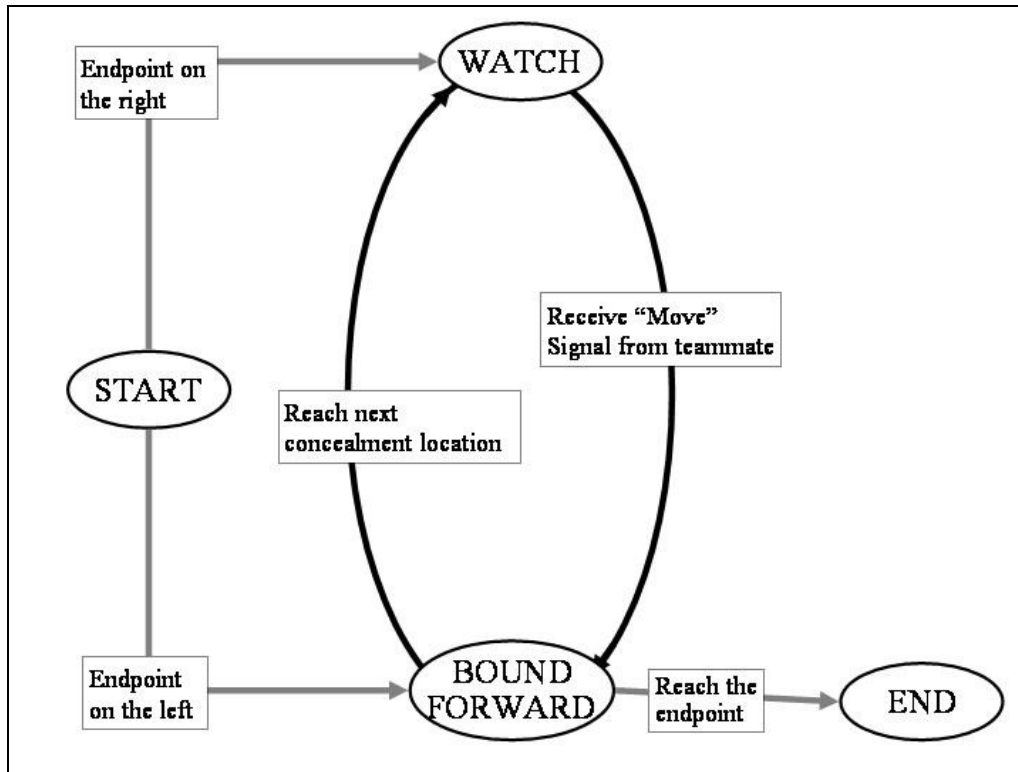 WATCH
Endpoint on
the right
Receive “Move”
Signal from teammate
START
Reach next
concealment location
Endpoint
on the left
BOUND
FORWARD
Reach the
endpoint
END